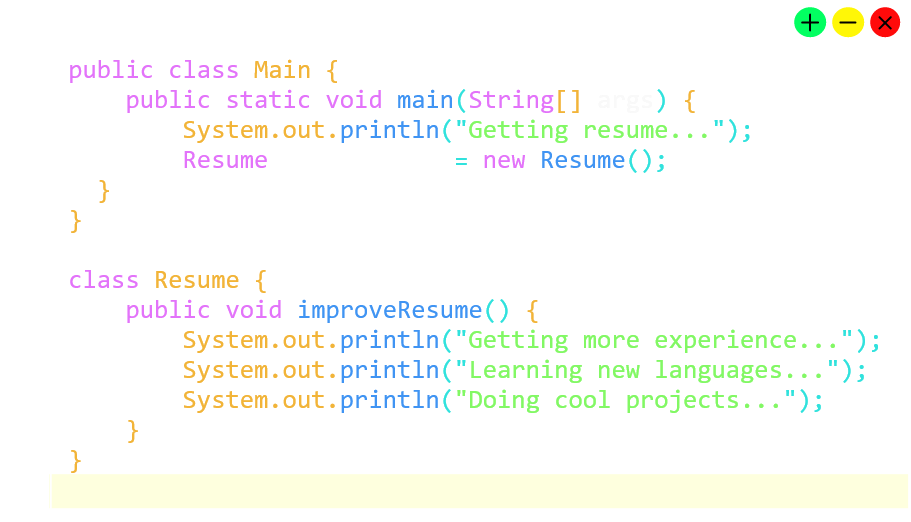 public class Main {
public static void main(String[] args) {
System.out.println("Getting resume...");
Resume = new Resume();
}
}
class Resume {
public void improveResume() {
System.out.println("Getting more experience...");
System.out.println("Learning new languages...");
System.out.println("Doing cool projects...");
}
}